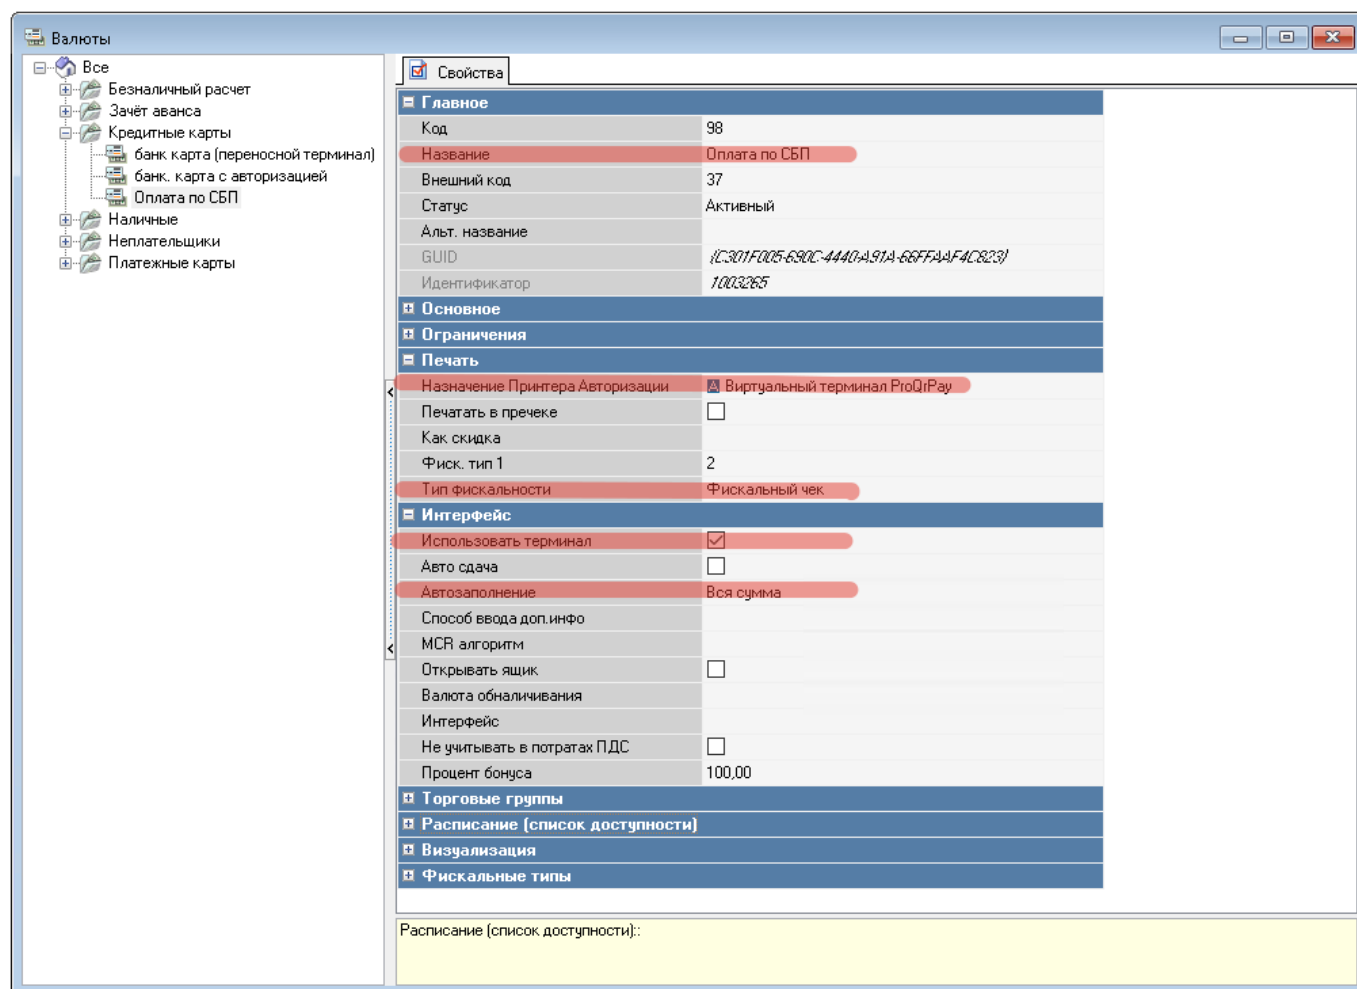 Валюты
Все
Безналичный расчет
Зачёт аванса
Кредитные карты
банк карта (переносной терминал)
банк. карта с авторизацией
Оплата по СБП
Наличные
Неплательщики
Платежные карты
Свойства
Главное
Код 98
Название Оплата по СБП
Внешний код 37
Статус Активный
Альт. название
GUID {C301F005-690C-4440-A91A-66FFAAF4C823}
Идентификатор 1003265
Основное
Ограничения
Печать
Назначение Принтера Авторизации A Виртуальный терминал ProQrPay
Печатать в пречеке
Как скидка
Фиск. тип 1 2
Тип фискальности Фискальный чек
Интерфейс
Использовать терминал
Авто сдача
Автозаполнение Вся сумма
Способ ввода доп.инфо
MCR алгоритм
Открывать ящик
Валюта обналичивания
Интерфейс
Не учитывать в потратах ПДС
Процент бонуса 100,00
Торговые группы
Расписание (список доступности)
Визуализация
Фискальные типы
Расписание (список доступности)::